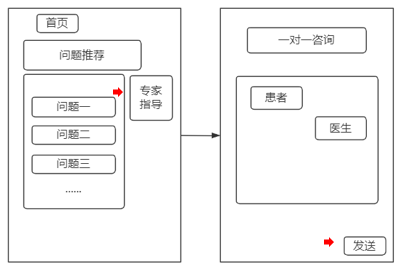 首页
问题推荐
专家
指导
问题一
问题二
问题三
......
一对一咨询
患者
医生
发送